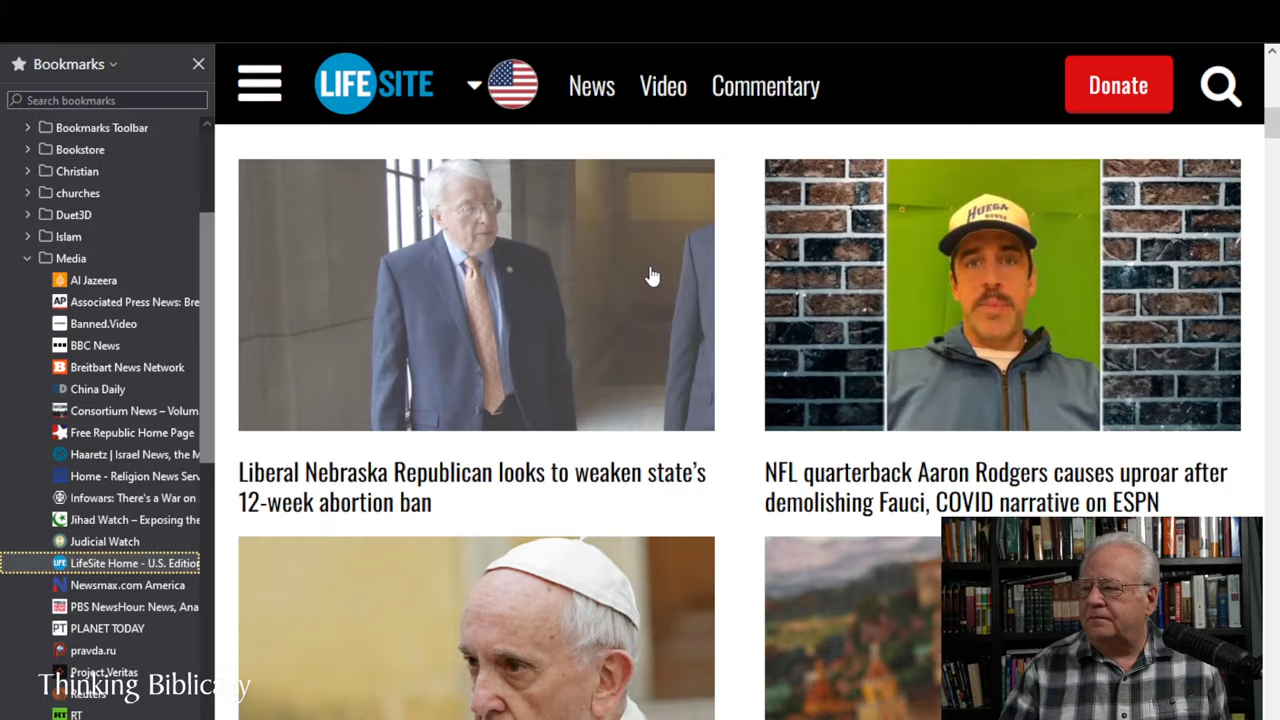 Bookmarks
Search bookmarks
Bookmarks Toolbar
Bookstore
Christian
churches
Duet3D
Islam
Media
Al Jazeera
Associated Press News: Bre
Banned.Video
BBC News
Breitbart News Network
China Daily
Consortium News – Volum
Free Republic Home Page
Haaretz | Israel News, the M
Home - Religion News Serv
Infowars: There's a War on
Jihad Watch – Exposing the
Judicial Watch
LifeSite Home - U.S. Edition
Newsmax.com America
PBS NewsHour: News, Ana
PLANET TODAY
pravda.ru
Project Veritas
Reuters
RT
Thinking Biblically
LIFE SITE
News Video Commentary
Donate
HUEGA
HOUSE
Liberal Nebraska Republican looks to weaken state’s
12-week abortion ban
NFL quarterback Aaron Rodgers causes uproar after
demolishing Fauci, COVID narrative on ESPN